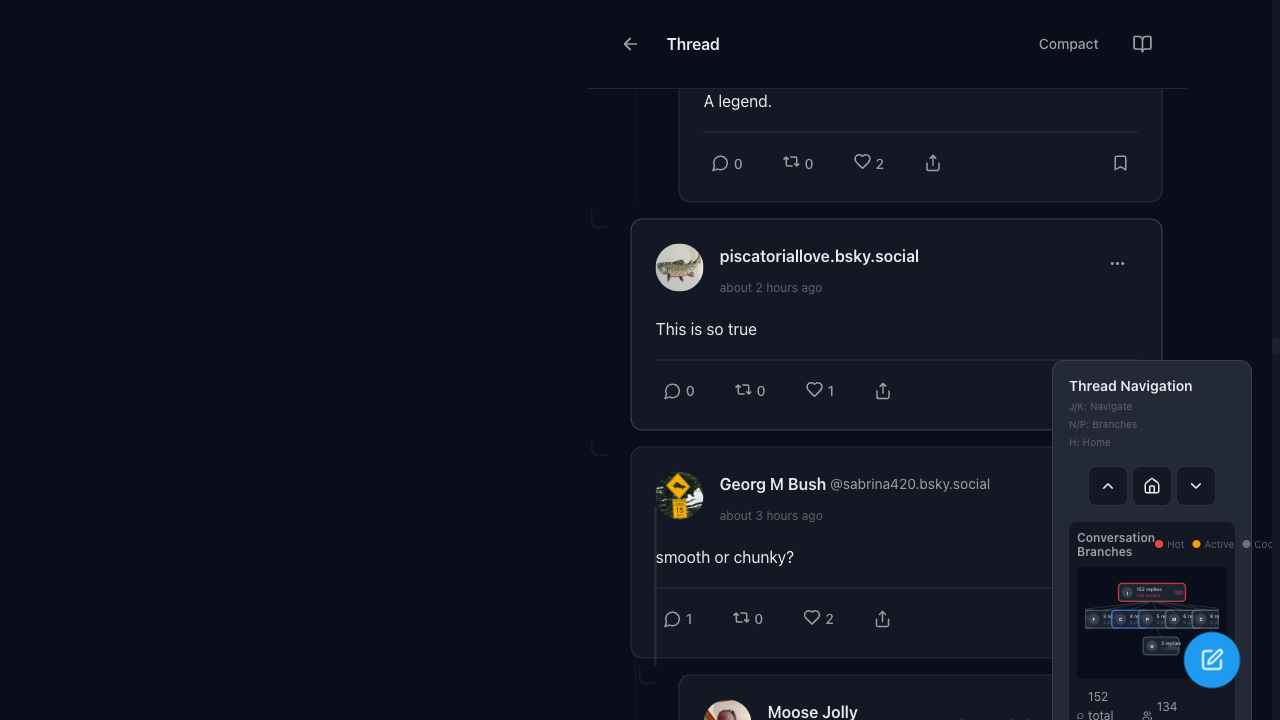 Thread
Compact
A legend.
0 0 2
piscatoriallove.bsky.social
about 2 hours ago
This is so true
0 0 1
Georg M Bush @sabrina420.bsky.social
about 3 hours ago
smooth or chunky?
1 0 2
Moose Jolly
Thread Navigation
J/K: Navigate
N/P: Branches
H: Home
Conversation Branches
Hot Active Coo
152 replies
3 replies
152 total
134